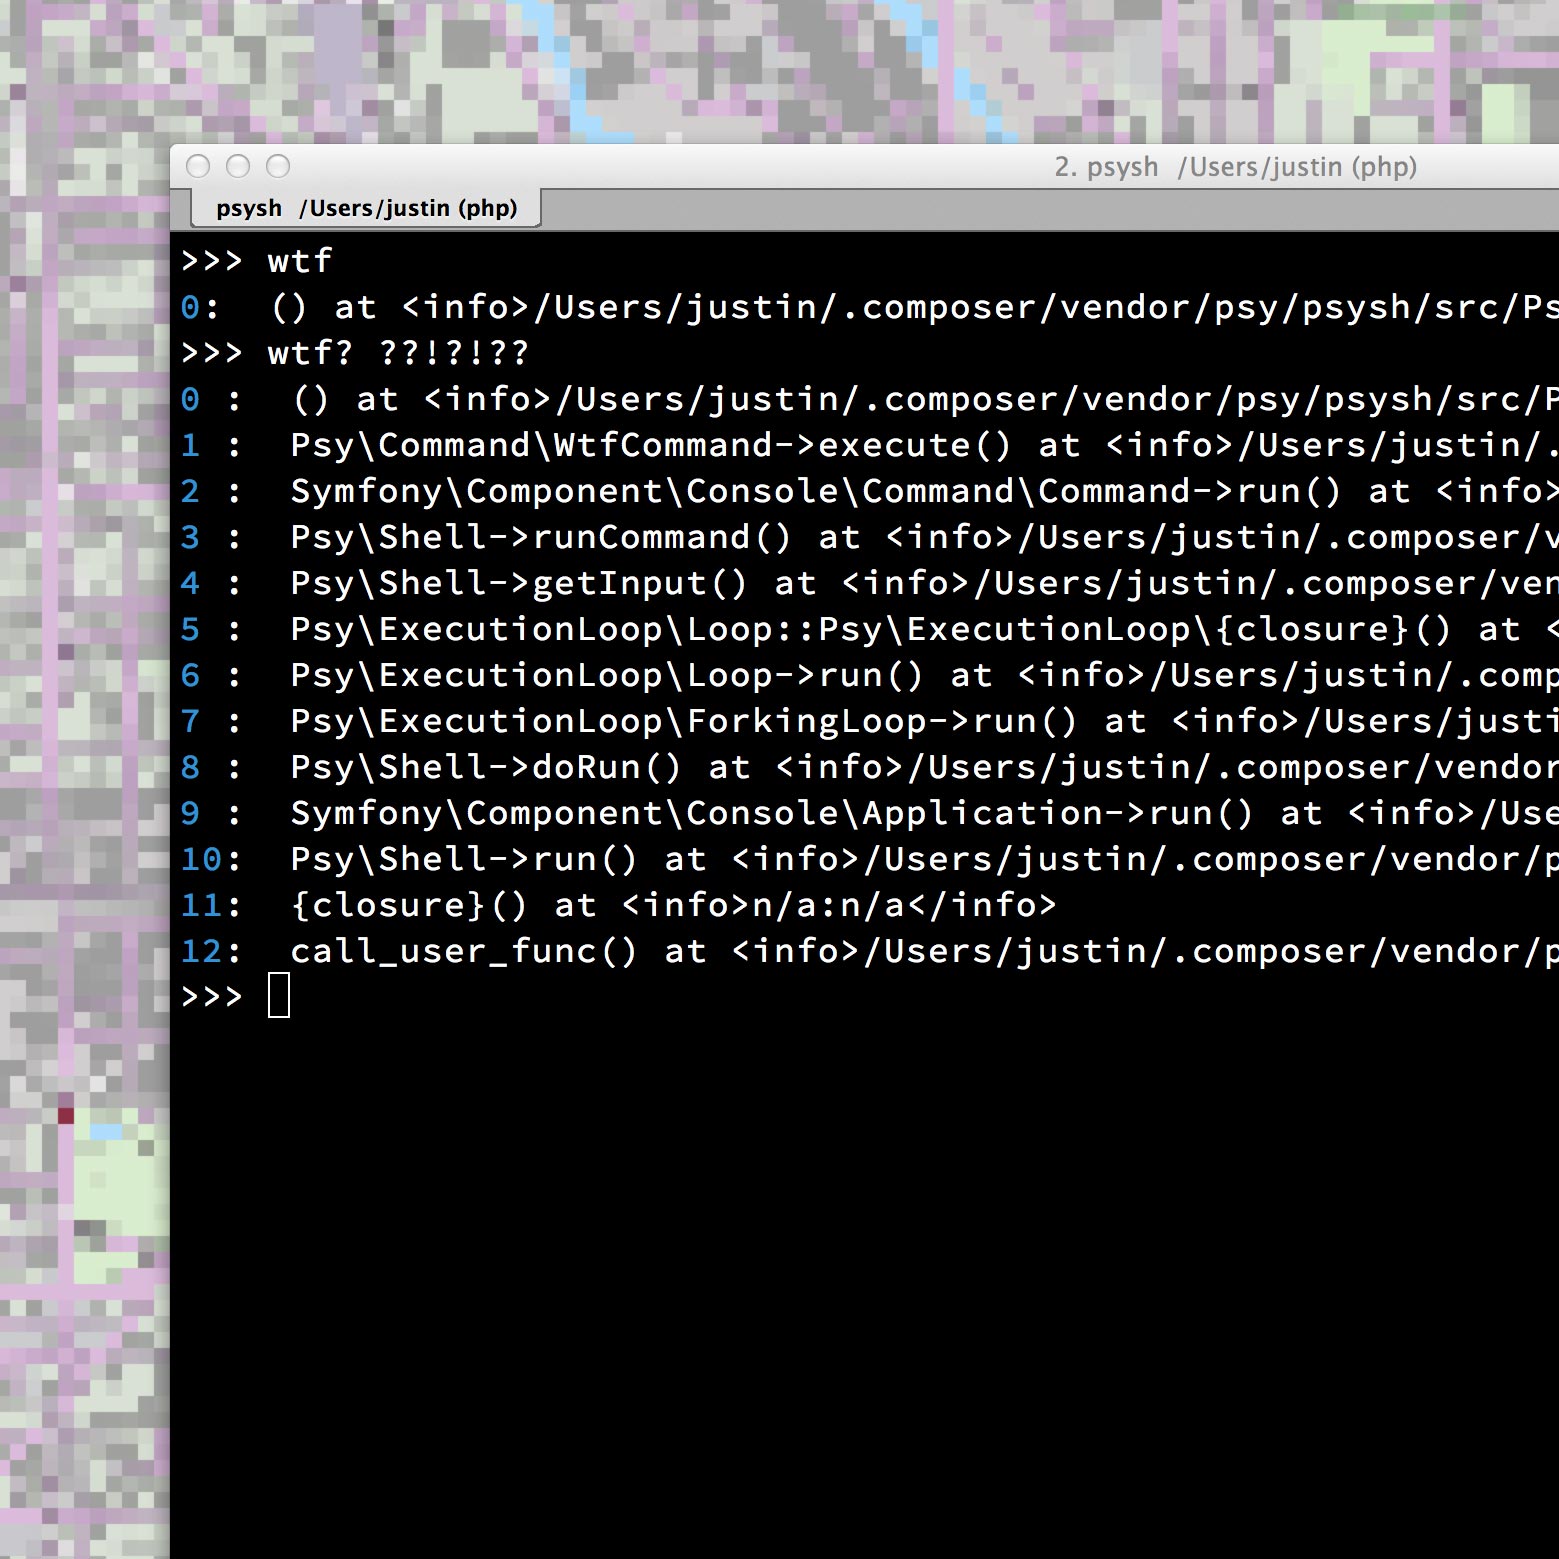 2. psysh  /Users/justin (php)
psysh  /Users/justin (php)
>>> wtf
0:  () at <info>/Users/justin/.composer/vendor/psy/psysh/src/Ps
>>> wtf? ??!?!??
0 :  () at <info>/Users/justin/.composer/vendor/psy/psysh/src/P
1 :  Psy\Command\WtfCommand->execute() at <info>/Users/justin/.
2 :  Symfony\Component\Console\Command\Command->run() at <info>
3 :  Psy\Shell->runCommand() at <info>/Users/justin/.composer/v
4 :  Psy\Shell->getInput() at <info>/Users/justin/.composer/ven
5 :  Psy\ExecutionLoop\Loop::Psy\ExecutionLoop\{closure}() at <
6 :  Psy\ExecutionLoop\Loop->run() at <info>/Users/justin/.comp
7 :  Psy\ExecutionLoop\ForkingLoop->run() at <info>/Users/justi
8 :  Psy\Shell->doRun() at <info>/Users/justin/.composer/vendor
9 :  Symfony\Component\Console\Application->run() at <info>/Use
10:  Psy\Shell->run() at <info>/Users/justin/.composer/vendor/p
11:  {closure}() at <info>n/a:n/a</info>
12:  call_user_func() at <info>/Users/justin/.composer/vendor/p
>>>